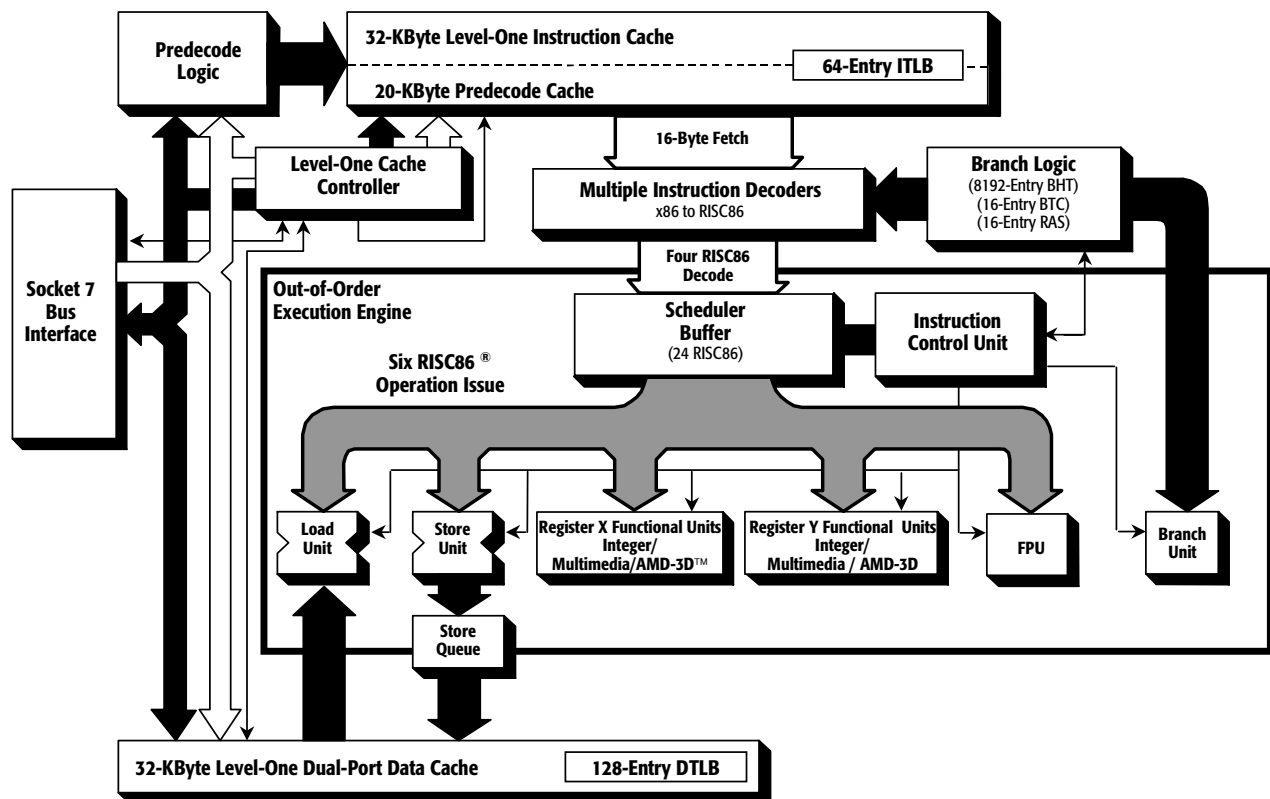 Predecode
Logic
32-KByte Level-One Instruction Cache
64-Entry ITLB
20-KByte Predecode Cache
16-Byte Fetch
Level-One Cache
Controller
Multiple Instruction Decoders
x86 to RISC86
Branch Logic
(8192-Entry BHT)
(16-Entry BTC)
(16-Entry RAS)
Four RISC86
Decode
Socket 7
Bus
Interface
Out-of-Order
Execution Engine
Scheduler
Buffer
(24 RISC86)
Instruction
Control Unit
Six RISC86 ®
Operation Issue
Load
Unit
Store
Unit
Register X Functional Units
Integer/
Multimedia/AMD-3D™
Register Y Functional Units
Integer/
Multimedia / AMD-3D
FPU
Branch
Unit
Store
Queue
32-KByte Level-One Dual-Port Data Cache
128-Entry DTLB